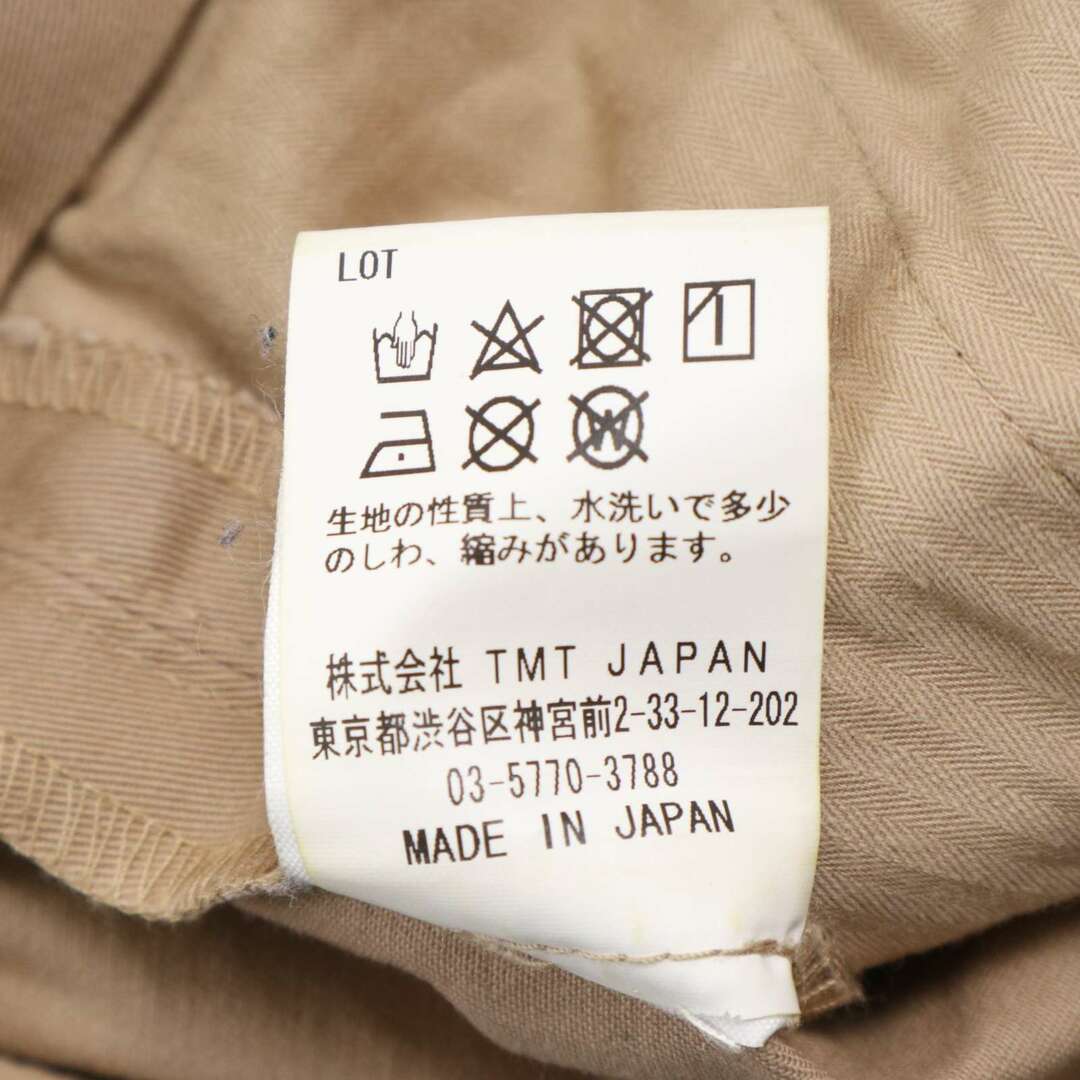 LOT
生地の性質上、水洗いで多少
のしわ、縮みがあります。
株式会社 TMT JAPAN
東京都渋谷区神宮前2-33-12-202
03-5770-3788
MADE IN JAPAN